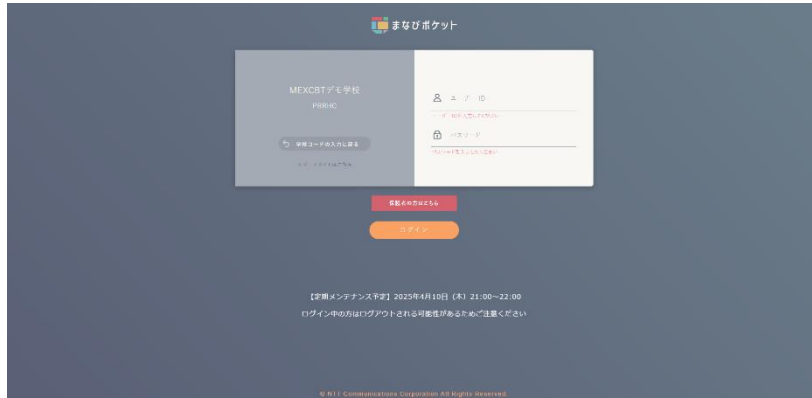 まなびポケット
MEXCBTデモ学校
PRRHC
学校コードの入力に戻る
ユーザーID
パスワード
保護者の方はこちら
ログイン
【定期メンテナンス予定】2025年4月10日（木）21:00～22:00
ログイン中の方はログアウトされる可能性があるためご注意ください
© NTT Communications Corporation All Rights Reserved.